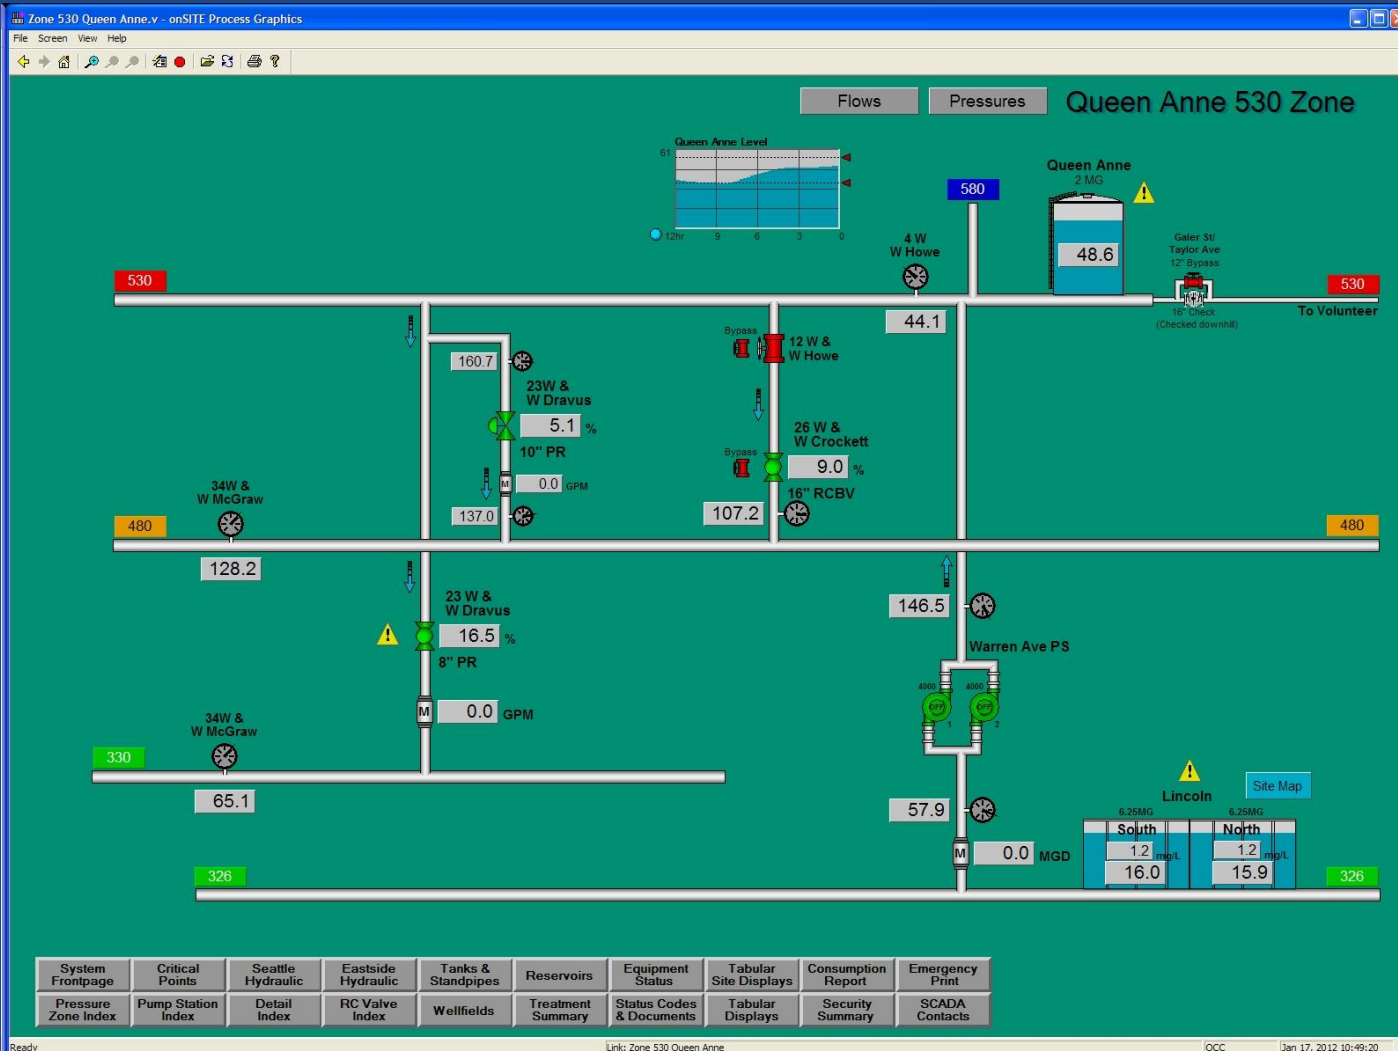 Zone 530 Queen Anne.v - onSITE Process Graphics
File Screen View Help
Flows
Pressures
Queen Anne 530 Zone
Queen Anne Level
61
12hr 9 6 3 0
580
Queen Anne
2 MG
48.6
4 W
W Howe
44.1
Galer St/
Taylor Ave
12" Bypass
16" Check
(Checked downhill)
530
530
To Volunteer
160.7
23W &
W Dravus
5.1 %
10" PR
M 0.0 GPM
137.0
Bypass
12 W &
W Howe
26 W &
W Crockett
Bypass
9.0 %
16" RCBV
107.2
34W &
W McGraw
480
480
128.2
23 W &
W Dravus
16.5 %
8" PR
M 0.0 GPM
146.5
Warren Ave PS
4000 4000
OFF OFF
1 2
34W &
W McGraw
330
65.1
57.9
M 0.0 MGD
Lincoln
Site Map
6.25MG 6.25MG
South North
1.2 mg/L 1.2 mg/L
16.0 15.9
326
326
System Frontpage
Critical Points
Seattle Hydraulic
Eastside Hydraulic
Tanks & Standpipes
Reservoirs
Equipment Status
Tabular Site Displays
Consumption Report
Emergency Print
Pressure Zone Index
Pump Station Index
Detail Index
RC Valve Index
Wellfields
Treatment Summary
Status Codes & Documents
Tabular Displays
Security Summary
SCADA Contacts
Ready
Link: Zone 530 Queen Anne
OCC
Jan 17, 2012 10:49:20